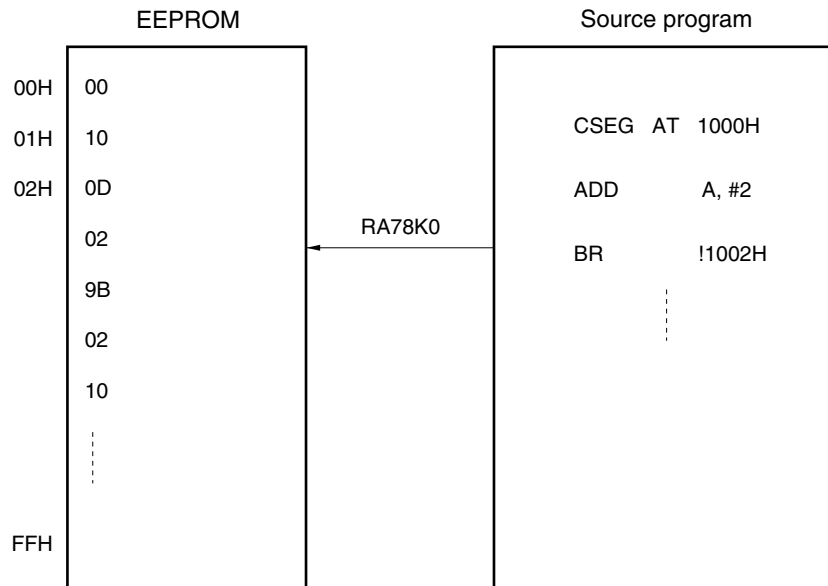 EEPROM
00H 00
01H 10
02H 0D
02
9B
02
10
FFH
RA78K0
Source program
CSEG AT 1000H
ADD A, #2
BR !1002H